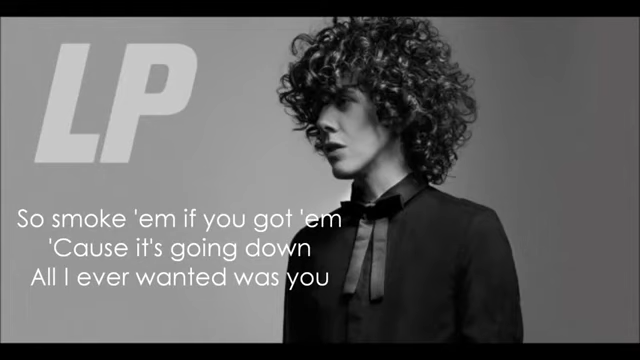 LP
So smoke 'em if you got 'em
'Cause it's going down
All I ever wanted was you